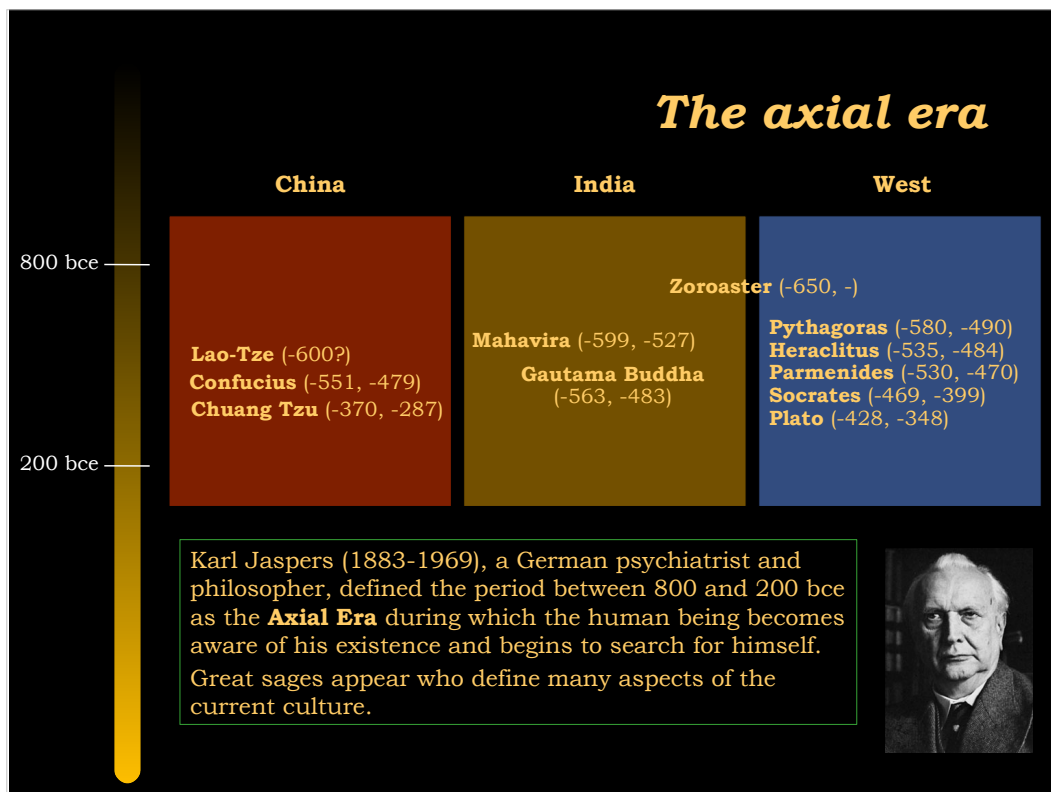 The axial era
China
India
West
800 bce
200 bce
Lao-Tze (-600?)
Confucius (-551, -479)
Chuang Tzu (-370, -287)
Zoroaster (-650, -)
Mahavira (-599, -527)
Gautama Buddha
(-563, -483)
Pythagoras (-580, -490)
Heraclitus (-535, -484)
Parmenides (-530, -470)
Socrates (-469, -399)
Plato (-428, -348)
Karl Jaspers (1883-1969), a German psychiatrist and
philosopher, defined the period between 800 and 200 bce
as the Axial Era during which the human being becomes
aware of his existence and begins to search for himself.
Great sages appear who define many aspects of the
current culture.